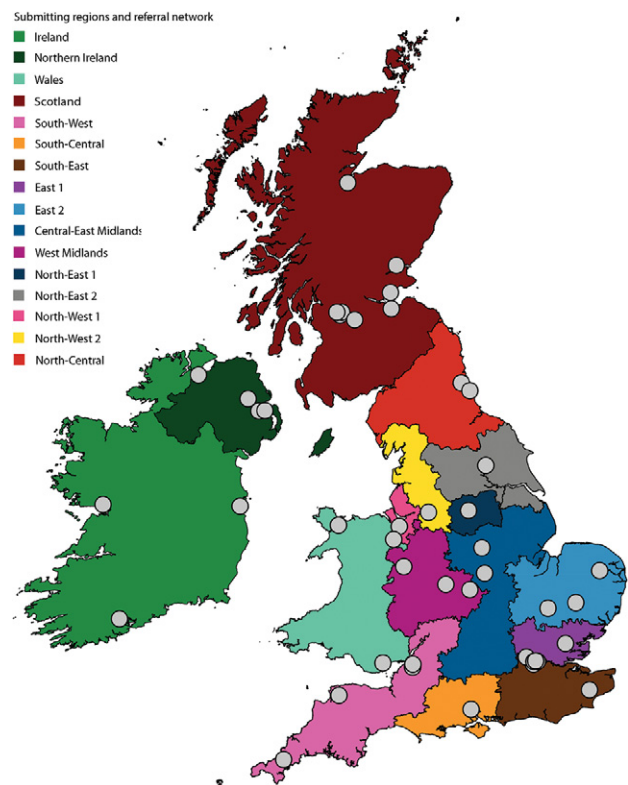 Submitting regions and referral network
Ireland
Northern Ireland
Wales
Scotland
South-West
South-Central
South-East
East 1
East 2
Central-East Midlands
West Midlands
North-East 1
North-East 2
North-West 1
North-West 2
North-Central